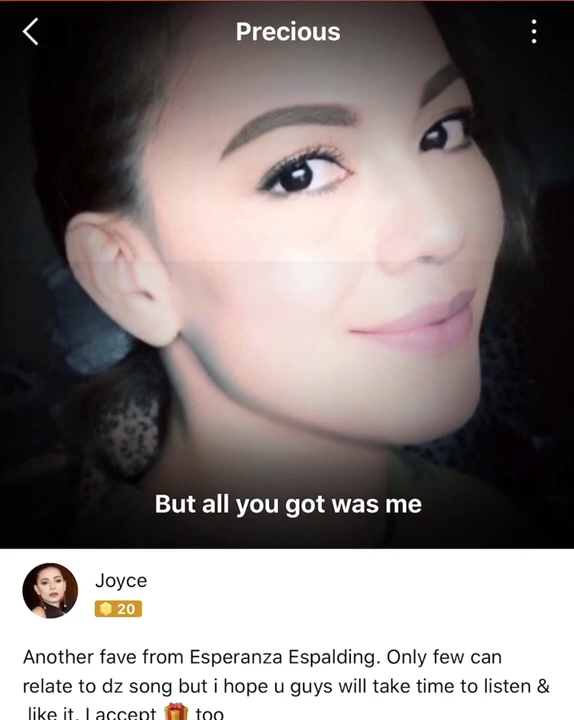 Precious
But all you got was me
Joyce
20
Another fave from Esperanza Espalding. Only few can
relate to dz song but i hope u guys will take time to listen &
like it. I accept 🎁 too